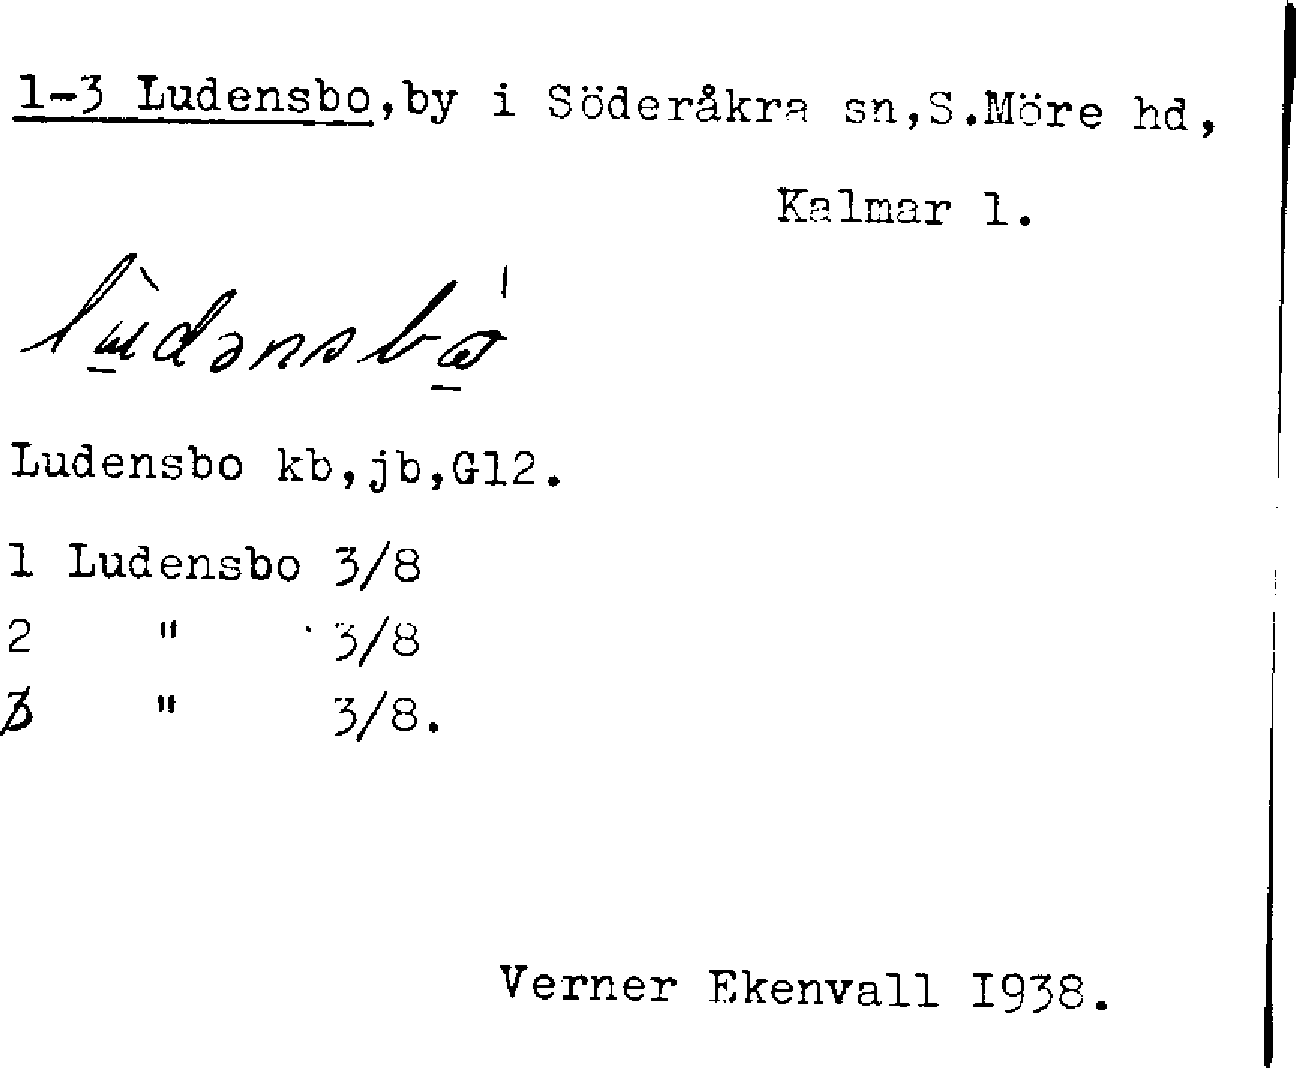 1-3 Ludensbo,by i Söderåkra sn,S.Möre hd,
Kalmar l.
Ludensbo kb,jb,G12.
1 Ludensbo 3/8
2 " 3/8
3 " 3/8.
Verner Ekenvall I938.